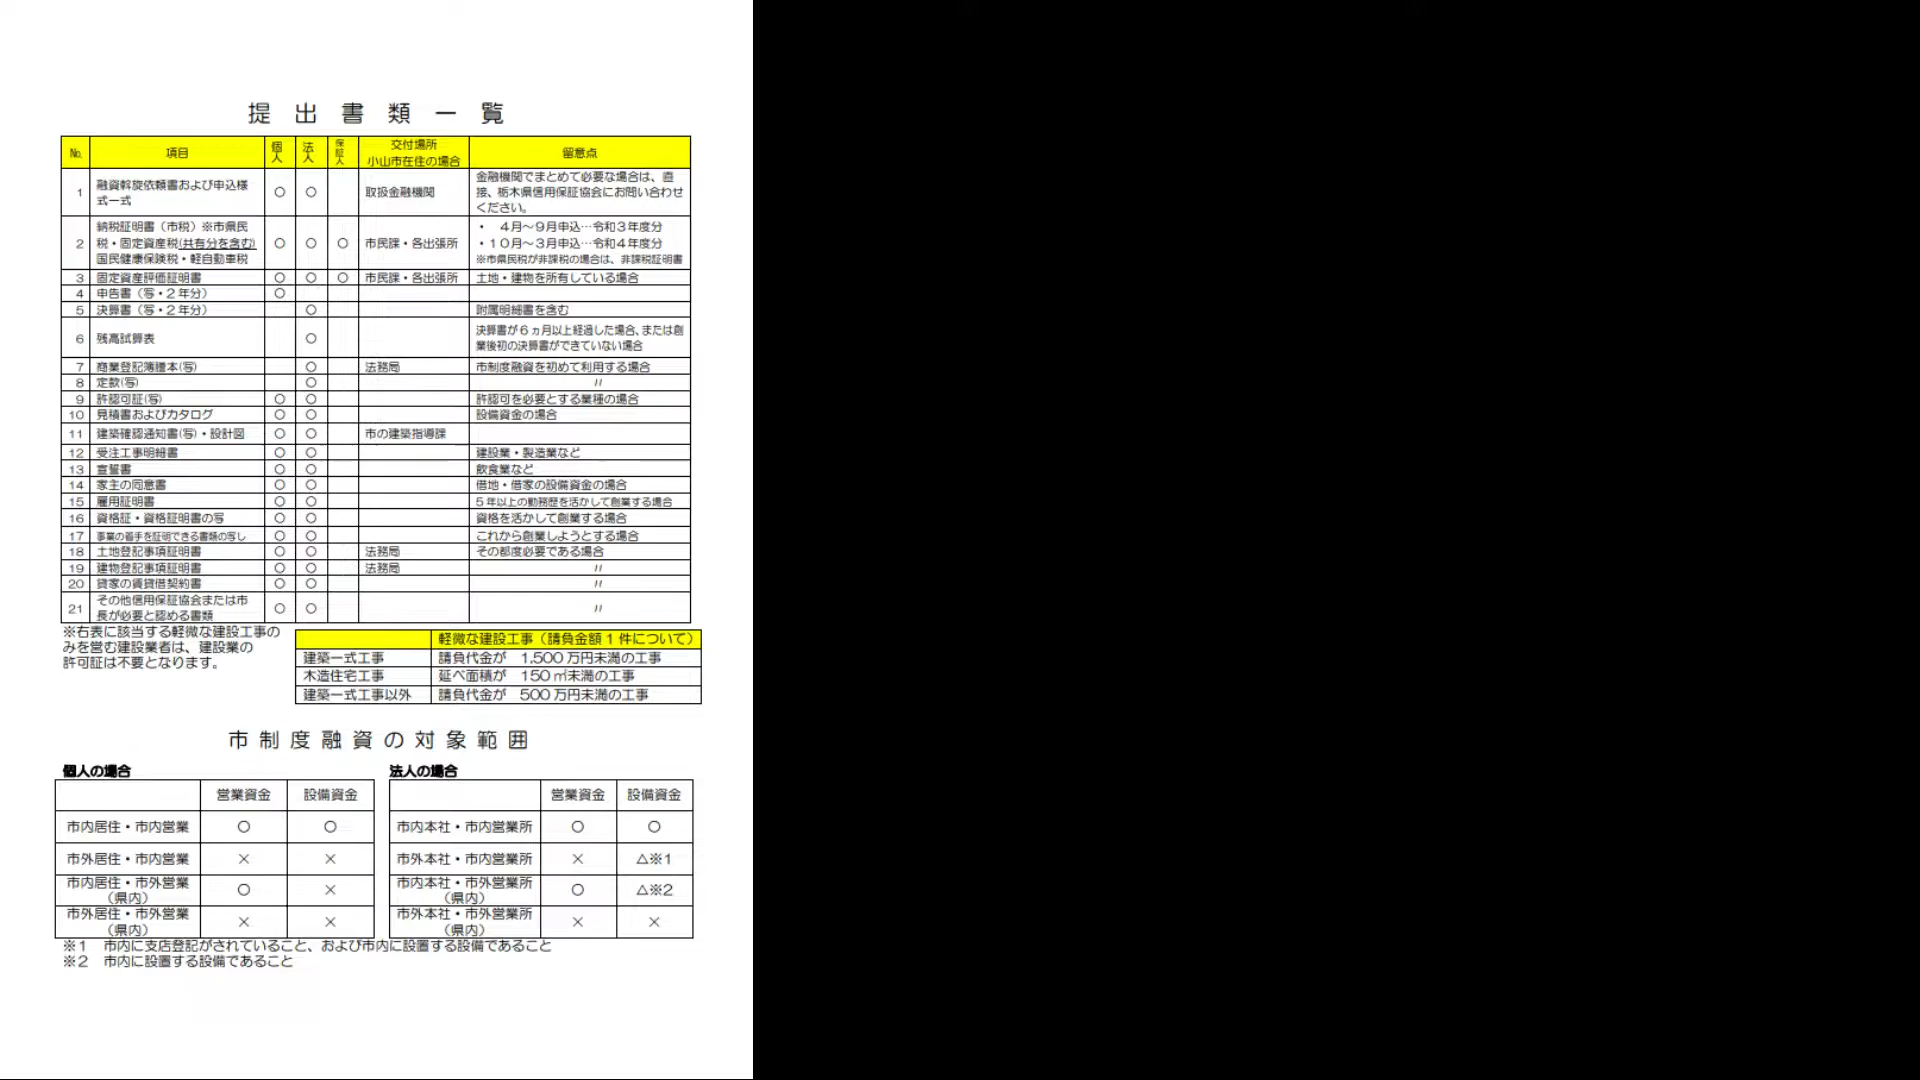 提出書類一覧
№ 項目 個人 法人 保証人 交付場所 小山市在住の場合 留意点
1 融資斡旋依頼書および申込様式一式 ○ ○ 取扱金融機関 金融機関でまとめて必要な場合は、直接、栃木県信用保証協会にお問い合わせください。
2 納税証明書（市税）※市県民税・固定資産税(共有分を含む)国民健康保険税・軽自動車税 ○ ○ ○ 市民課・各出張所 ・　４月～９月申込…令和３年度分 ・１０月～３月申込…令和４年度分 ※市県民税が非課税の場合は、非課税証明書
3 固定資産評価証明書 ○ ○ ○ 市民課・各出張所 土地・建物を所有している場合
4 申告書（写・２年分） ○
5 決算書（写・２年分） ○ 附属明細書を含む
6 残高試算表 ○ 決算書が６ヵ月以上経過した場合、または創業後初の決算書ができていない場合
7 商業登記簿謄本(写) ○ 法務局 市制度融資を初めて利用する場合
8 定款(写) ○ 〃
9 許認可証(写) ○ ○ 許認可を必要とする業種の場合
10 見積書およびカタログ ○ ○ 設備資金の場合
11 建築確認通知書(写)・設計図 ○ ○ 市の建築指導課
12 受注工事明細書 ○ ○ 建設業・製造業など
13 宣誓書 ○ ○ 飲食業など
14 家主の同意書 ○ ○ 借地・借家の設備資金の場合
15 雇用証明書 ○ ○ ５年以上の勤務歴を活かして創業する場合
16 資格証・資格証明書の写 ○ ○ 資格を活かして創業する場合
17 事業の着手を証明できる書類の写し ○ ○ これから創業しようとする場合
18 土地登記事項証明書 ○ ○ 法務局 その都度必要である場合
19 建物登記事項証明書 ○ ○ 法務局 〃
20 貸家の賃貸借契約書 ○ ○ 〃
21 その他信用保証協会または市長が必要と認める書類 ○ ○ 〃
※右表に該当する軽微な建設工事の
みを営む建設業者は、建設業の
許可証は不要となります。
軽微な建設工事（請負金額１件について）
建築一式工事 請負代金が　1,500 万円未満の工事
木造住宅工事 延べ面積が　150 ㎡未満の工事
建築一式工事以外 請負代金が　500 万円未満の工事
市制度融資の対象範囲
個人の場合
営業資金 設備資金
市内居住・市内営業 ○ ○
市外居住・市内営業 × ×
市内居住・市外営業（県内） ○ ×
市外居住・市外営業（県内） × ×
法人の場合
営業資金 設備資金
市内本社・市内営業所 ○ ○
市外本社・市内営業所 × △※1
市内本社・市外営業所（県内） ○ △※2
市外本社・市外営業所（県内） × ×
※１　市内に支店登記がされていること、および市内に設置する設備であること
※２　市内に設置する設備であること